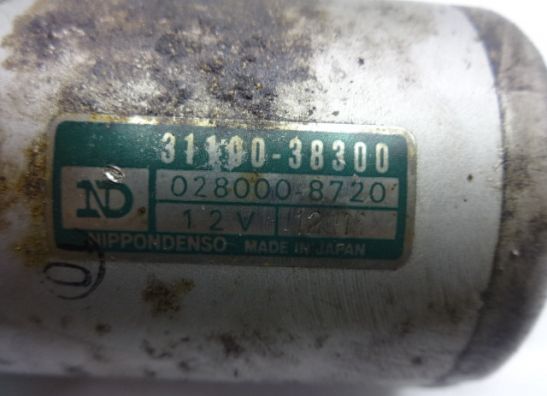 31100-38300
ND 028000-8720
12V
NIPPONDENSO MADE IN JAPAN